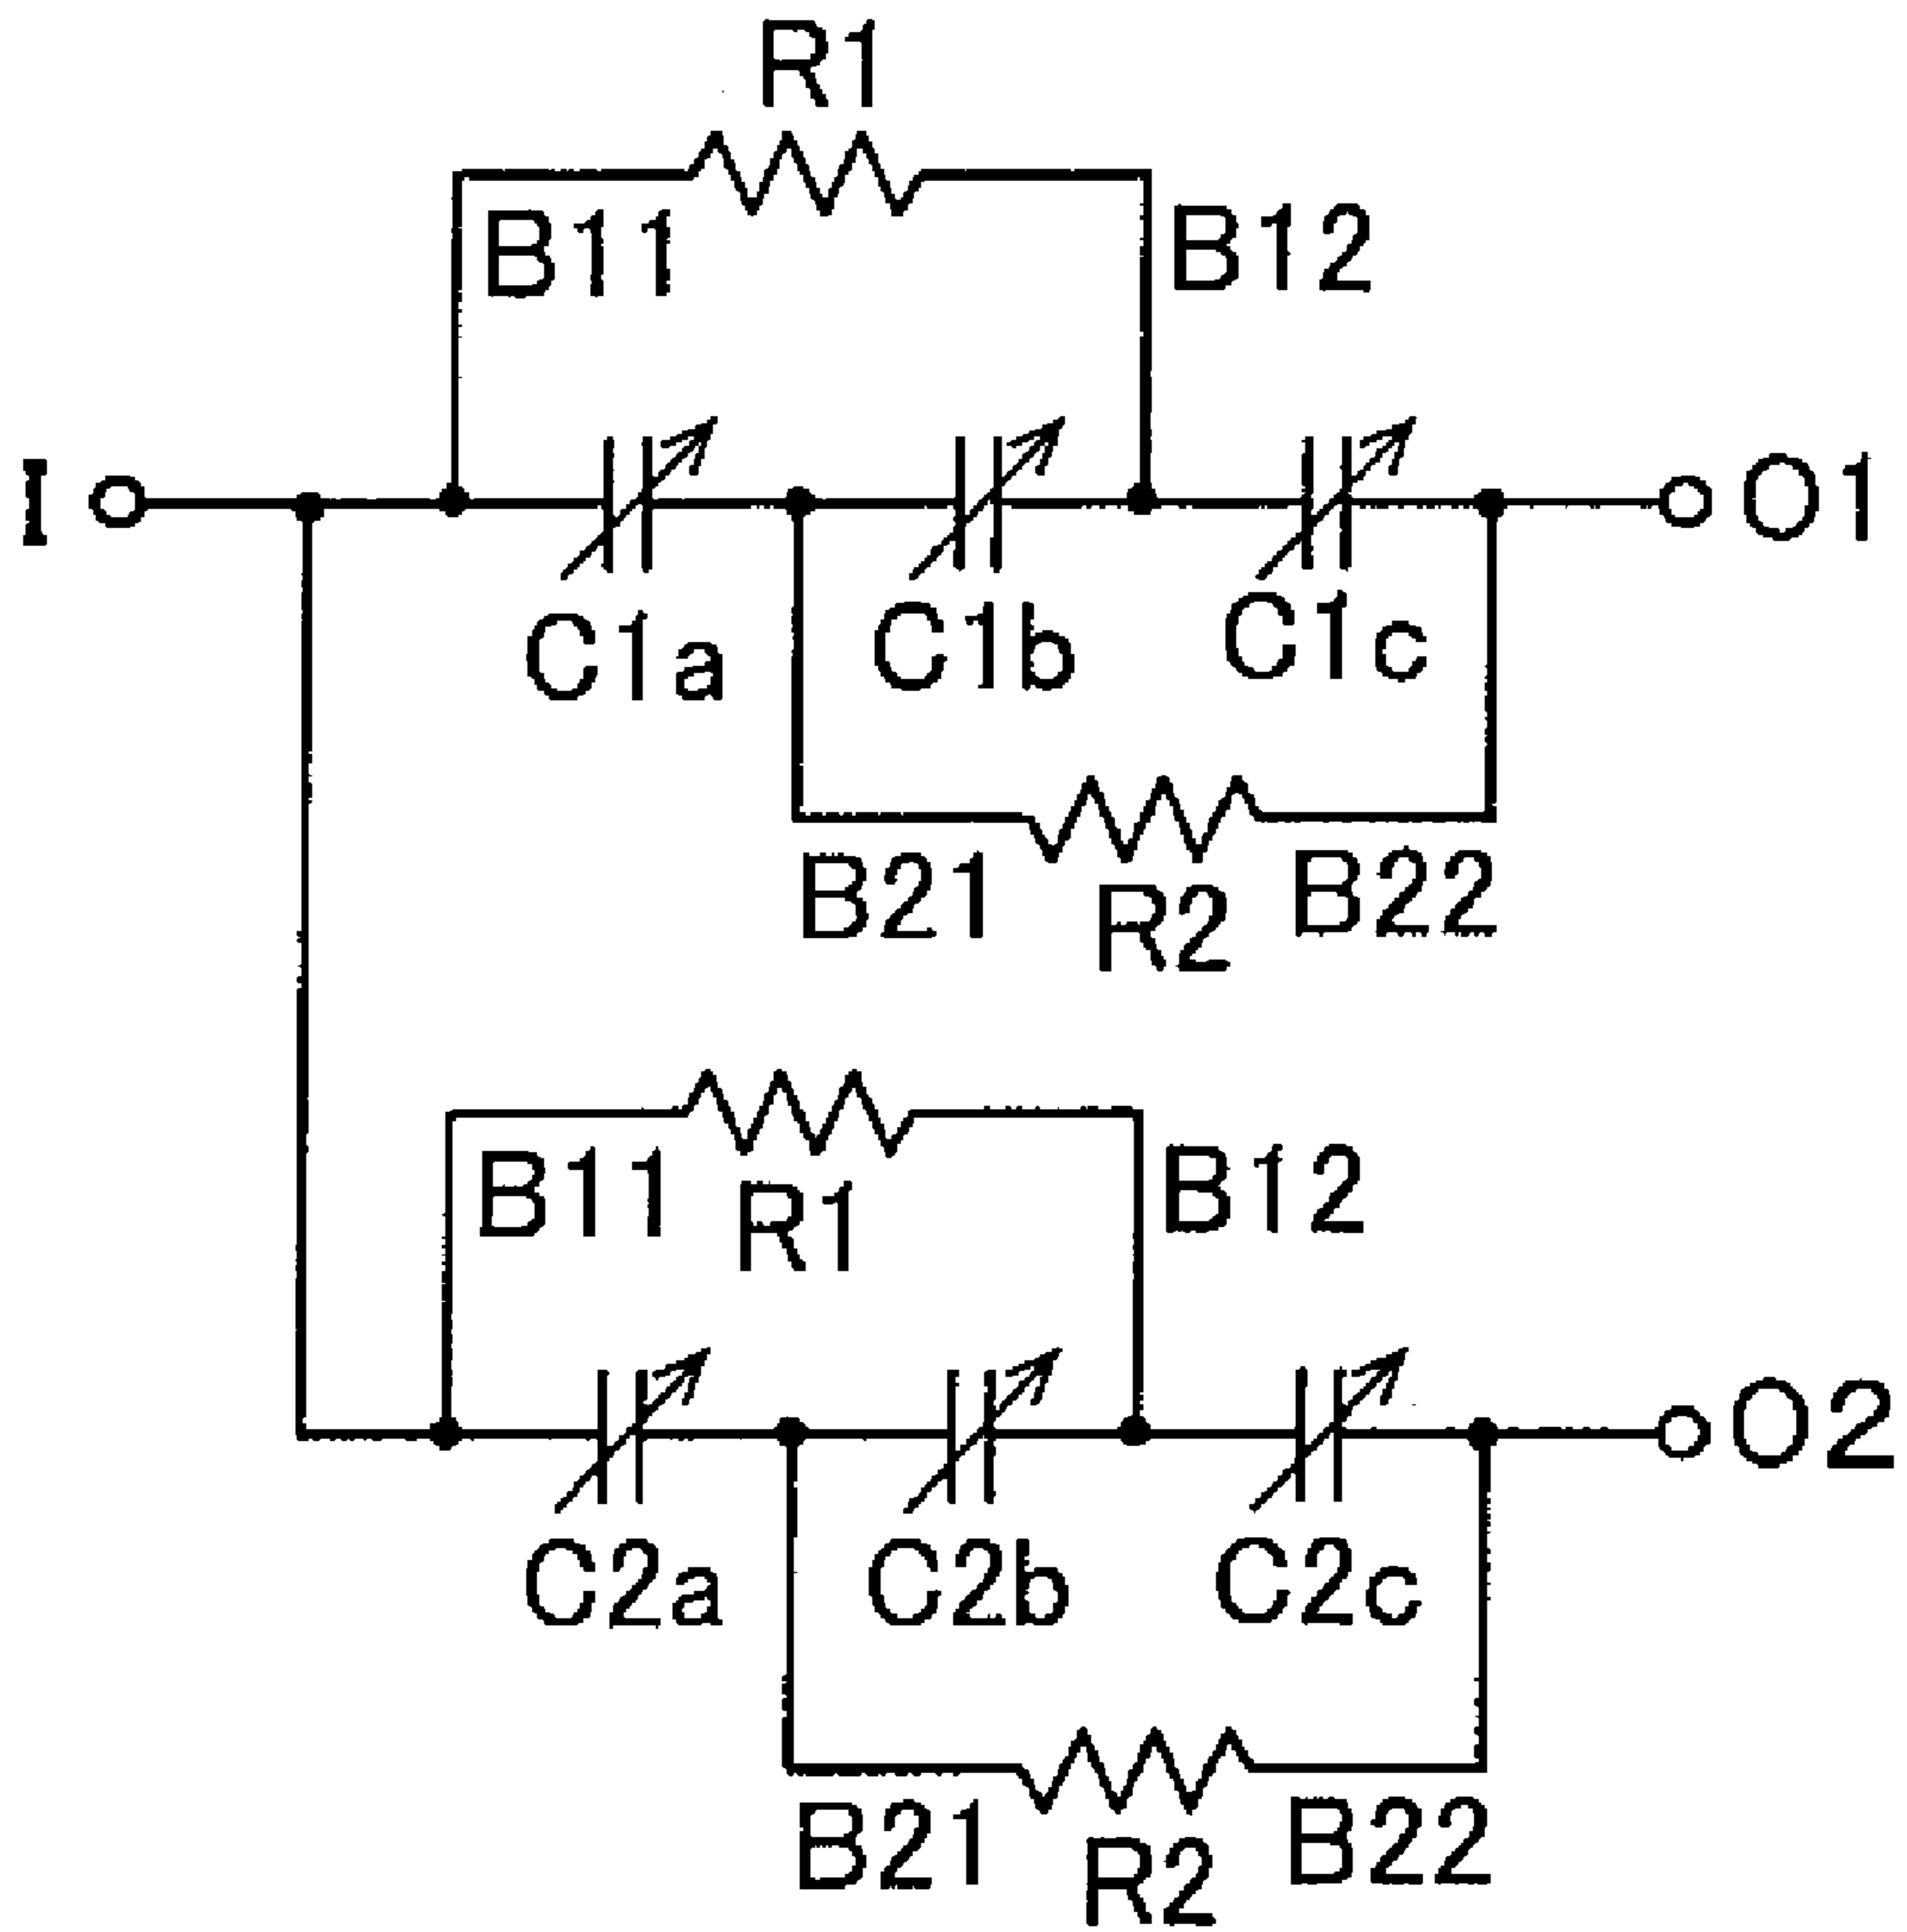 R1
B11 B12
I O1
C1a C1b C1c
B21 R2 B22
B11 R1 B12
O2
C2a C2b C2c
B21 R2 B22